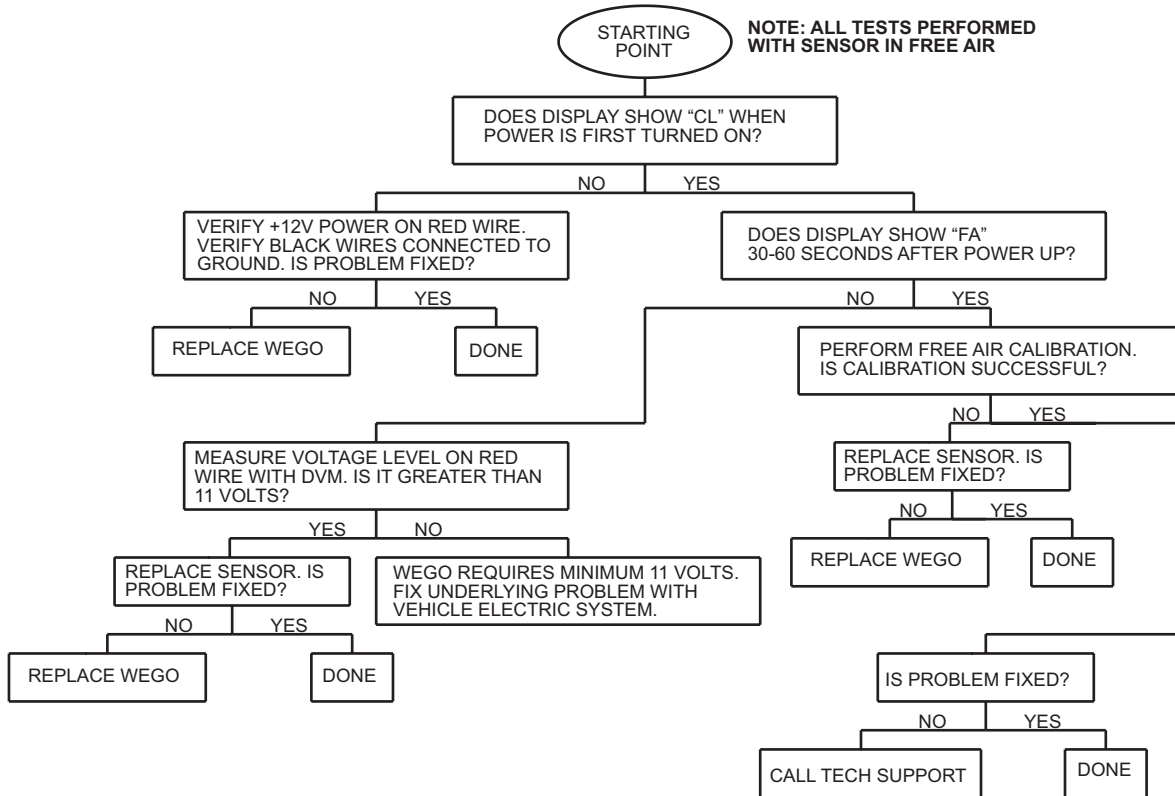 STARTING
POINT
NOTE: ALL TESTS PERFORMED
WITH SENSOR IN FREE AIR
DOES DISPLAY SHOW “CL” WHEN
POWER IS FIRST TURNED ON?
NO
YES
VERIFY +12V POWER ON RED WIRE.
VERIFY BLACK WIRES CONNECTED TO
GROUND. IS PROBLEM FIXED?
DOES DISPLAY SHOW “FA”
30-60 SECONDS AFTER POWER UP?
NO
YES
NO
YES
REPLACE WEGO
DONE
PERFORM FREE AIR CALIBRATION.
IS CALIBRATION SUCCESSFUL?
NO
YES
MEASURE VOLTAGE LEVEL ON RED
WIRE WITH DVM. IS IT GREATER THAN
11 VOLTS?
REPLACE SENSOR. IS
PROBLEM FIXED?
NO
YES
YES
NO
REPLACE WEGO
DONE
REPLACE SENSOR. IS
PROBLEM FIXED?
WEGO REQUIRES MINIMUM 11 VOLTS.
FIX UNDERLYING PROBLEM WITH
VEHICLE ELECTRIC SYSTEM.
NO
YES
REPLACE WEGO
DONE
IS PROBLEM FIXED?
NO
YES
CALL TECH SUPPORT
DONE